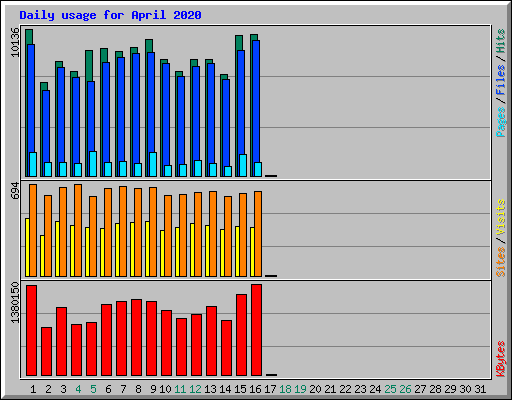 Daily usage for April 2020
10136
Pages / Files / Hits
694
Sites / Visits
1380150
KBytes
1 2 3 4 5 6 7 8 9 10 11 12 13 14 15 16 17 18 19 20 21 22 23 24 25 26 27 28 29 30 31